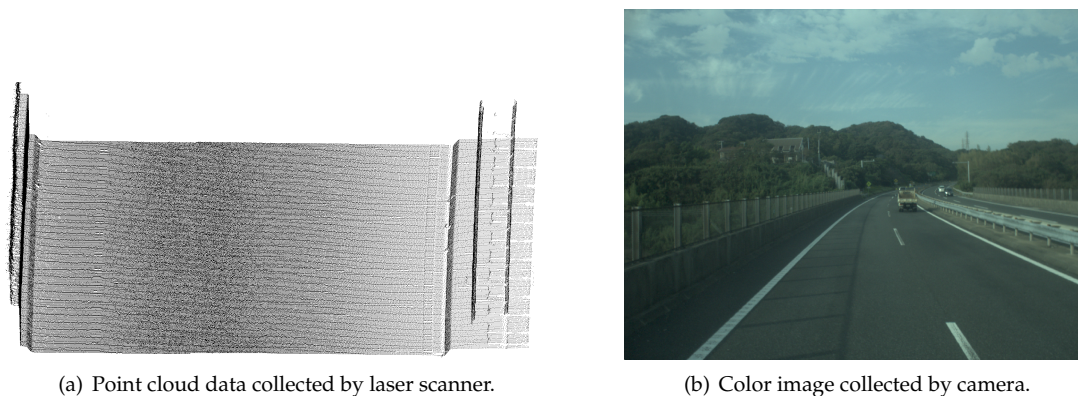 (a) Point cloud data collected by laser scanner.
(b) Color image collected by camera.